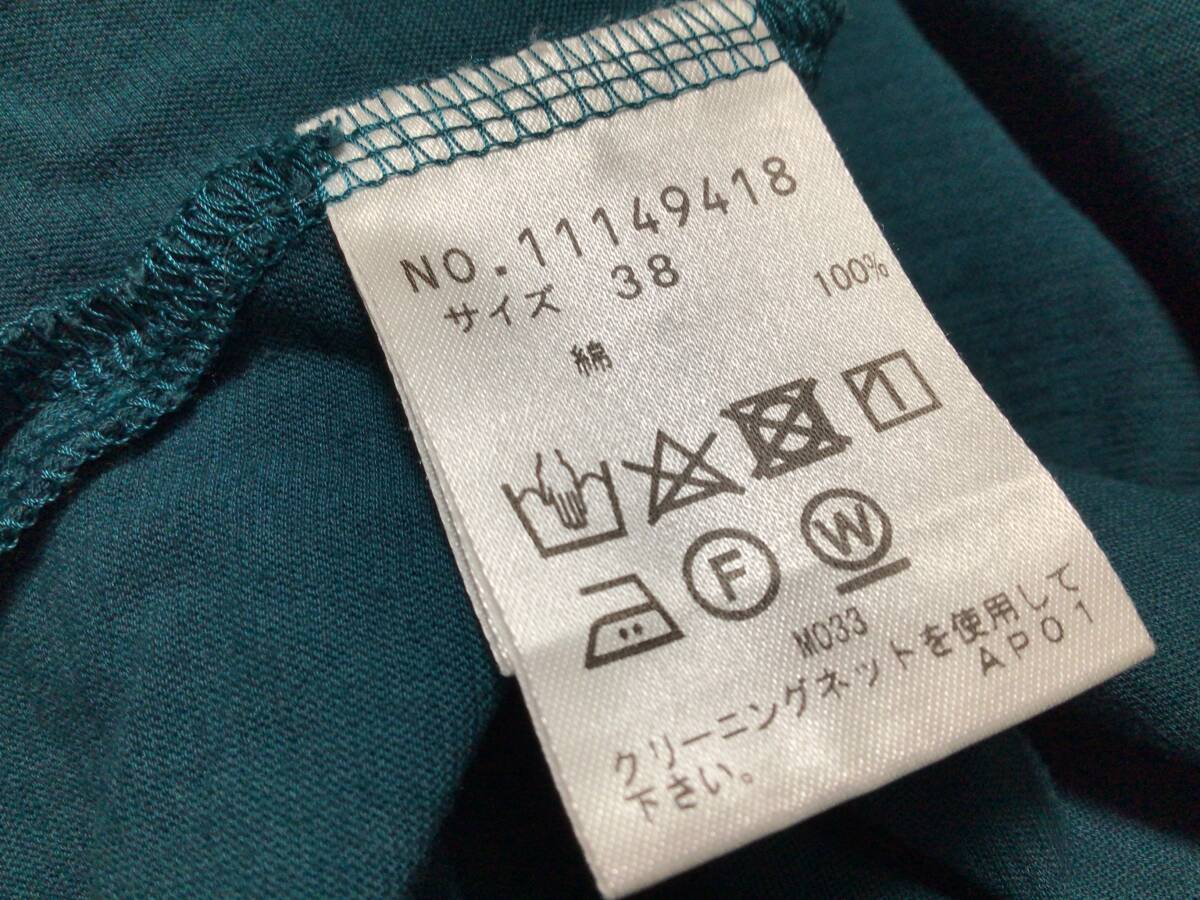 NO.11149418
サイズ 38
綿 100%
1
F W
M033
クリーニングネットを使用して
下さい。 AP01